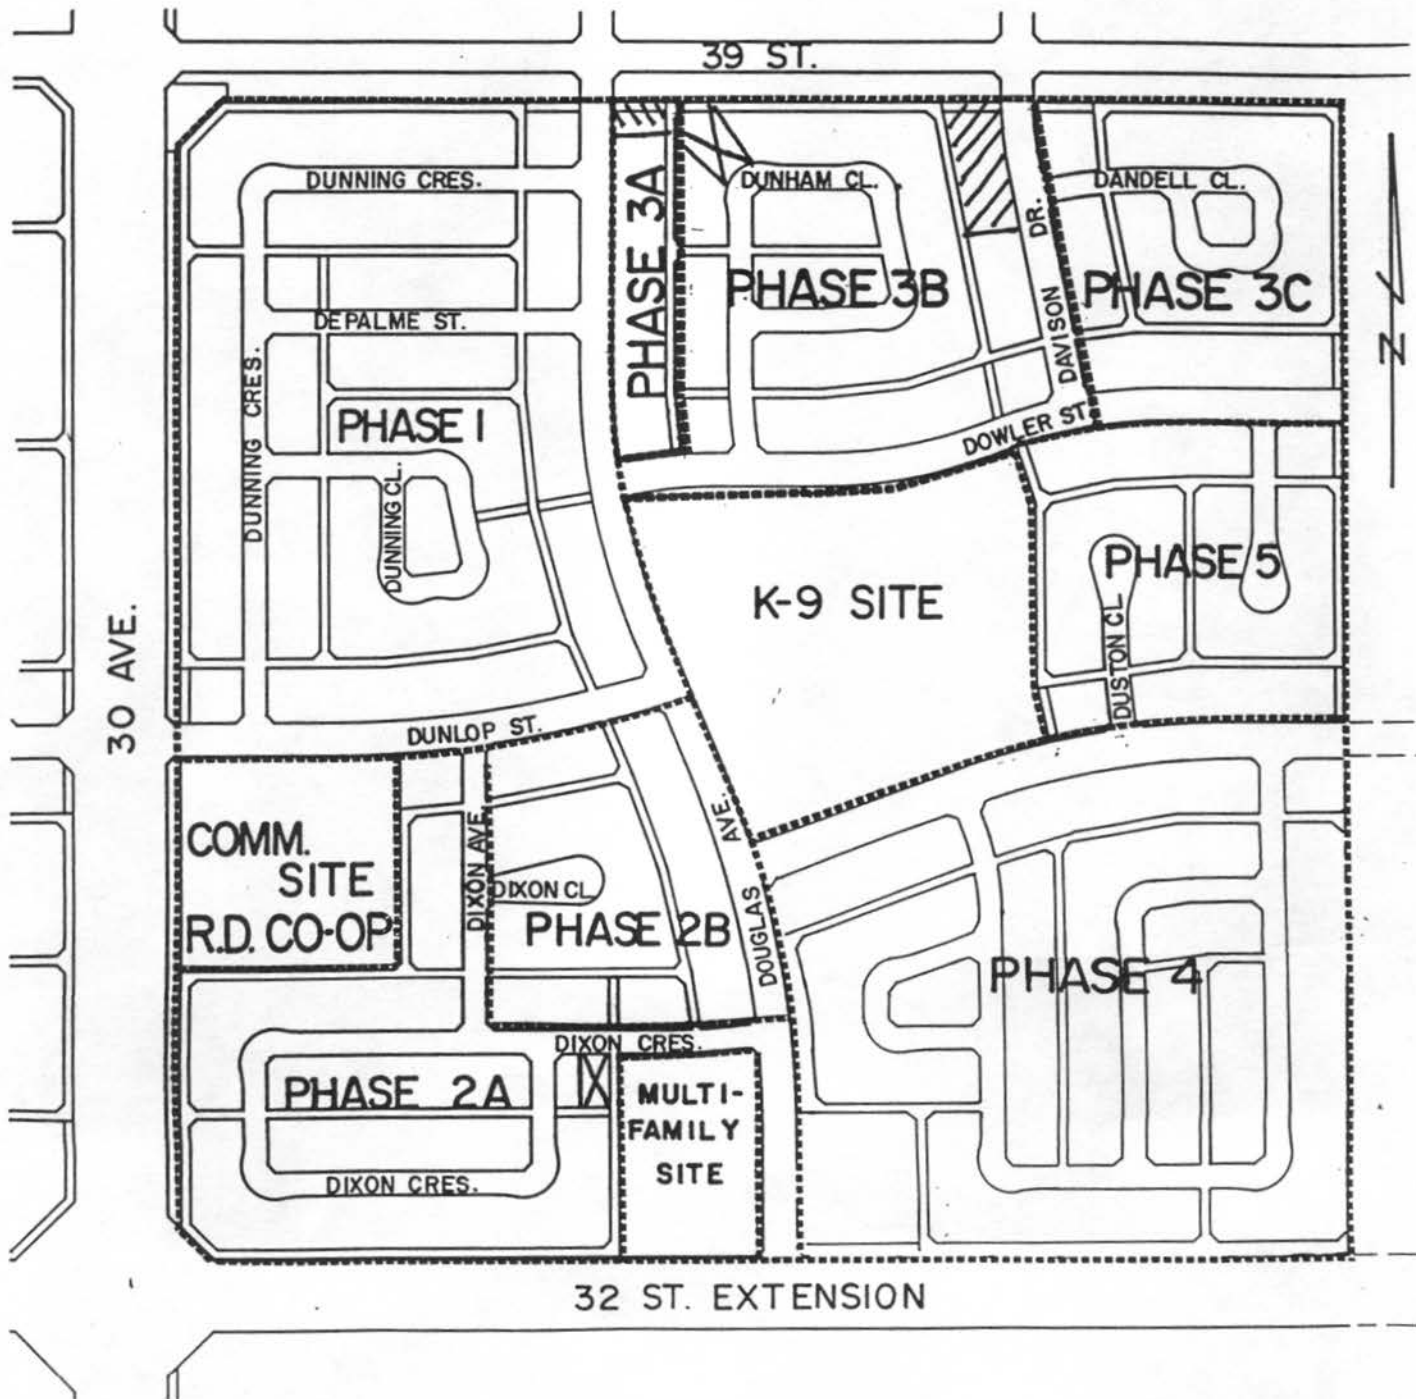 39 ST.
DUNNING CRES.
DUNHAM CL.
DANDELL CL.
PHASE 3A
DR.
PHASE 3B
PHASE 3C
DAVISON
DEPALME ST.
N
DUNNING CRES.
PHASE I
DOWLER ST
DUNNING CL.
PHASE 5
K-9 SITE
30 AVE.
DUSTON CL
DUNLOP ST.
AVE.
COMM.
SITE
R.D. CO-OP
DIXON AVE
DIXON CL
PHASE 2B
DOUGLAS
PHASE 4
DIXON CRES.
PHASE 2A
MULTI-
FAMILY
SITE
DIXON CRES.
32 ST. EXTENSION